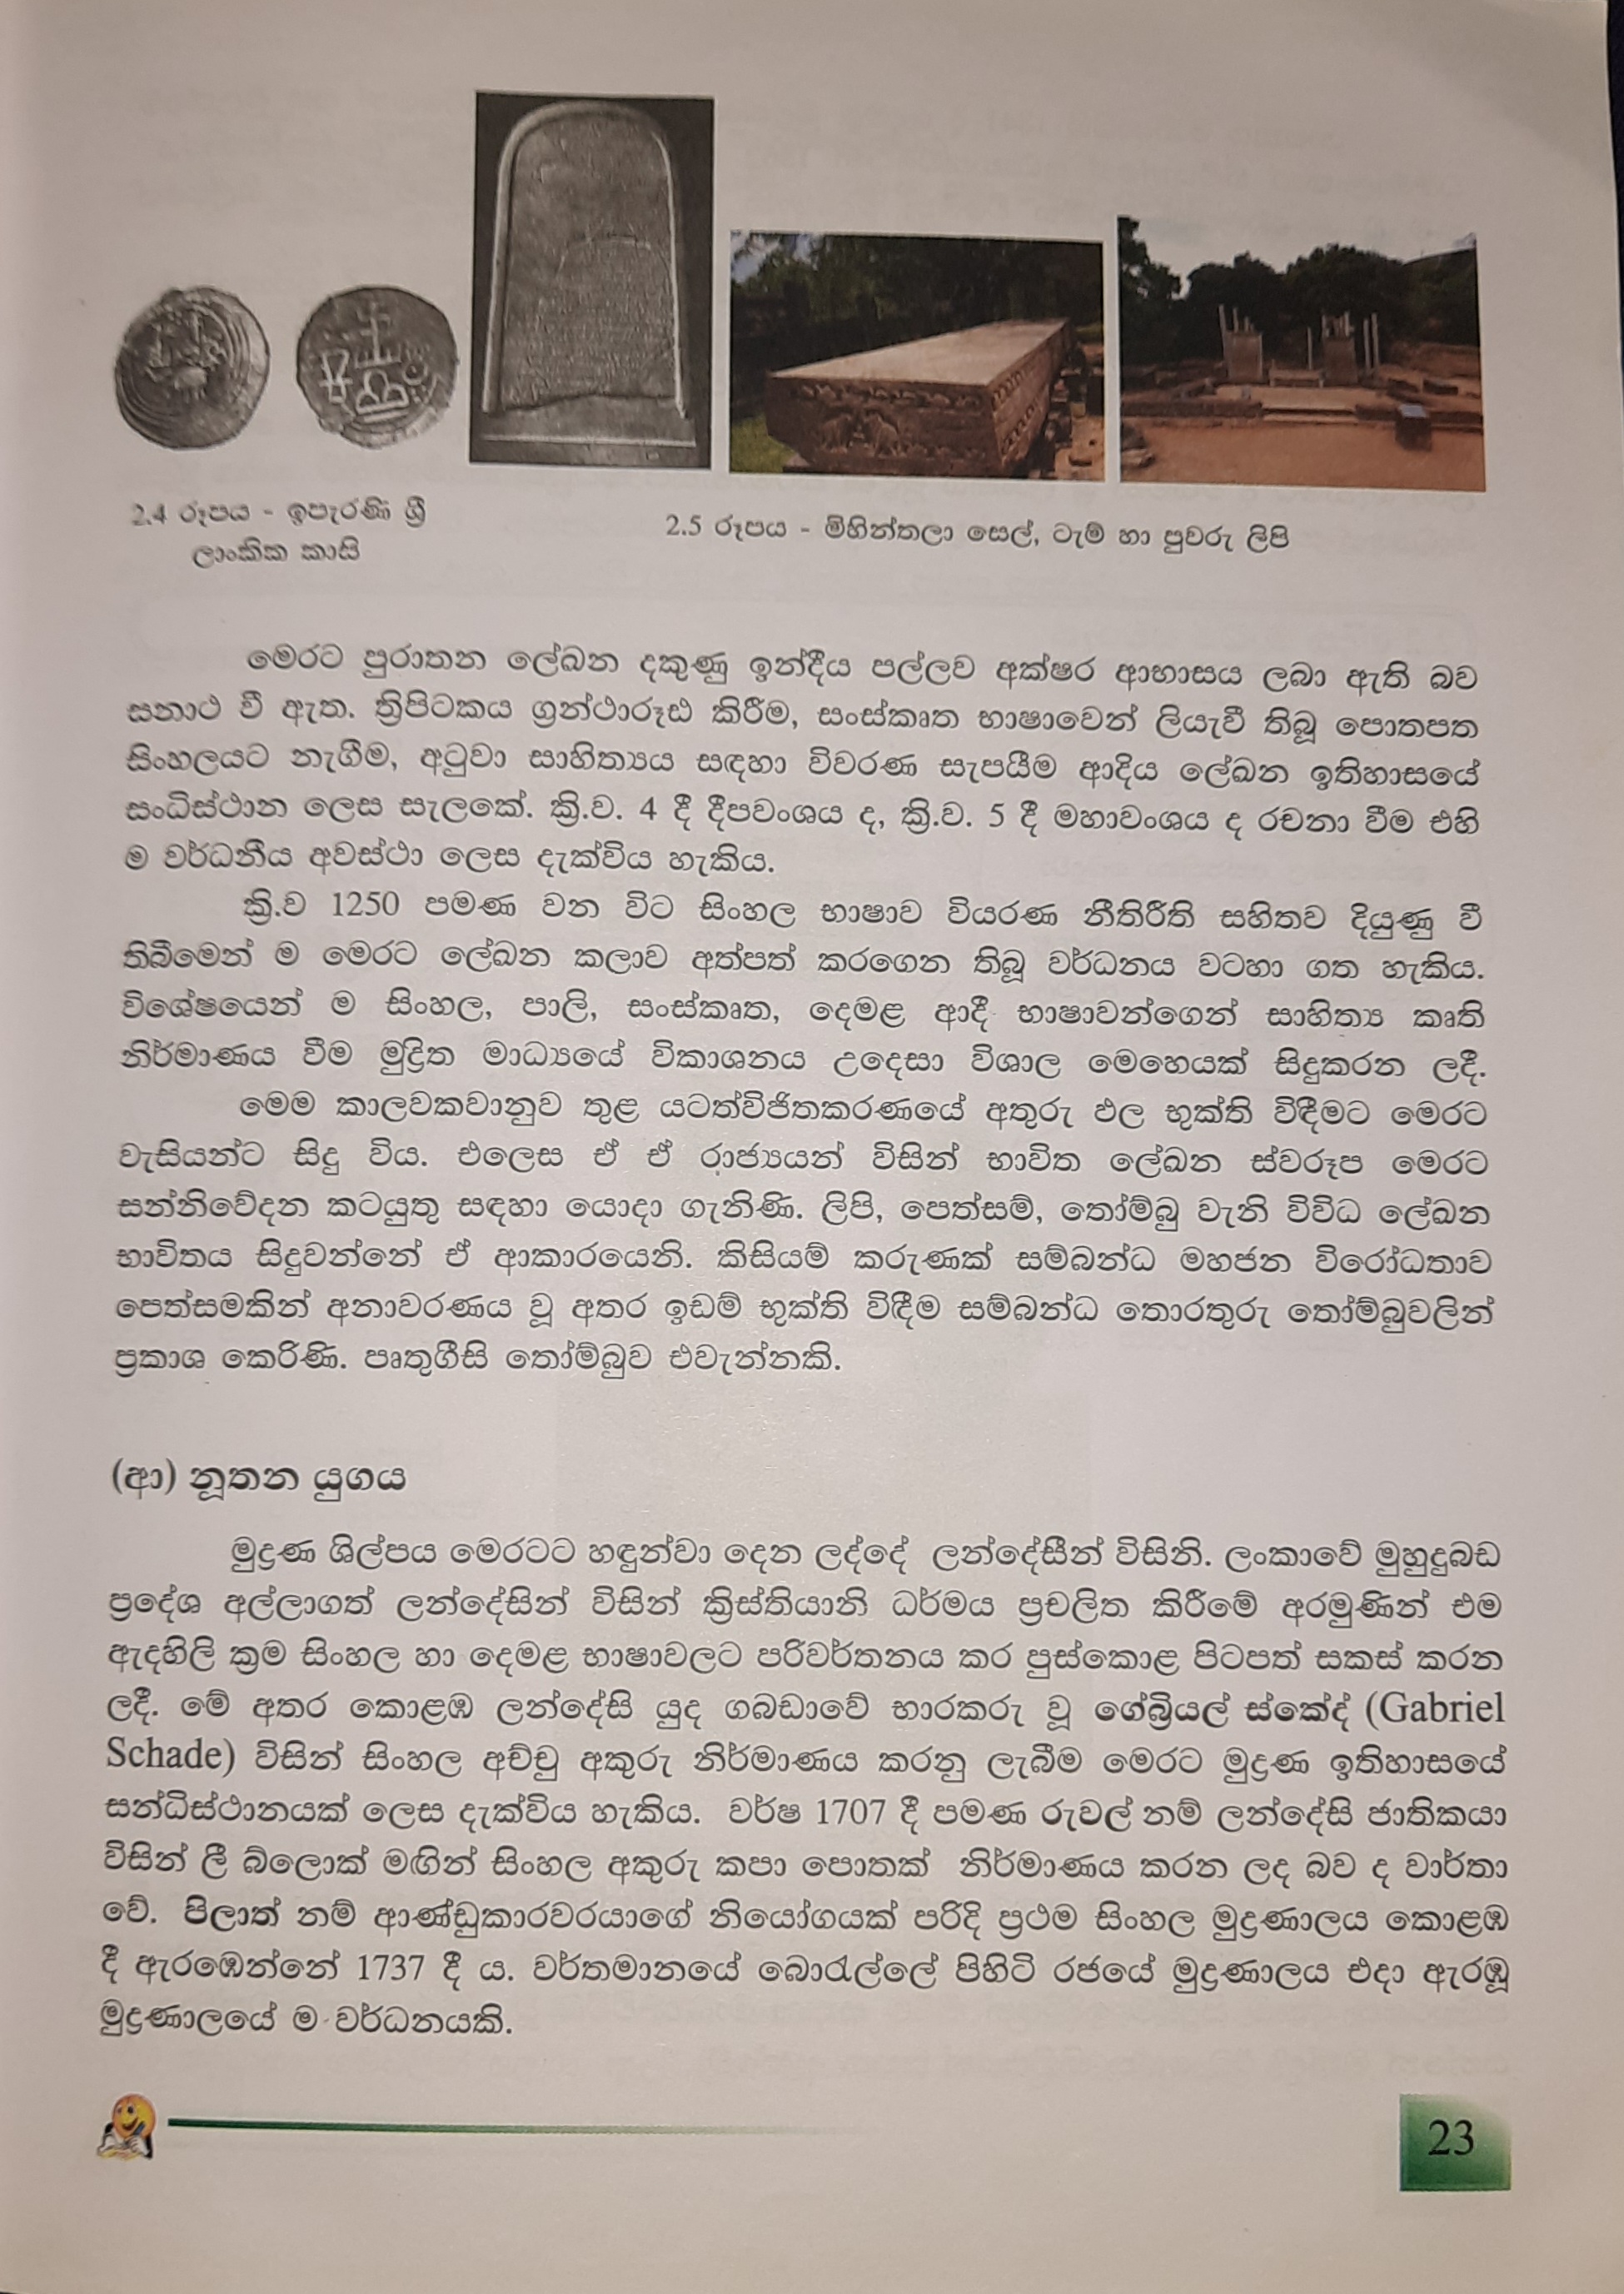 2.4 රූපය - ඉපැරණි ශ්‍රී
ලාංකික කාසි
2.5 රූපය - මිහින්තලා සෙල්, ටැම් හා පුවරු ලිපි
මෙරට පුරාතන ලේඛන දකුණු ඉන්දීය පල්ලව අක්ෂර ආභාසය ලබා ඇති බව
සනාථ වී ඇත. ත්‍රිපිටකය ග්‍රන්ථාරූඪ කිරීම, සංස්කෘත භාෂාවෙන් ලියැවී තිබූ පොතපත
සිංහලයට නැගීම, අටුවා සාහිත්‍යය සඳහා විවරණ සැපයීම ආදිය ලේඛන ඉතිහාසයේ
සංධිස්ථාන ලෙස සැලකේ. ක්‍රි.ව. 4 දී දීපවංශය ද, ක්‍රි.ව. 5 දී මහාවංශය ද රචනා වීම එහි
ම වර්ධනීය අවස්ථා ලෙස දැක්විය හැකිය.
ක්‍රි.ව 1250 පමණ වන විට සිංහල භාෂාව ව්‍යරණ නීතිරීති සහිතව දියුණු වී
තිබීමෙන් ම මෙරට ලේඛන කලාව අත්පත් කරගෙන තිබූ වර්ධනය වටහා ගත හැකිය.
විශේෂයෙන් ම සිංහල, පාලි, සංස්කෘත, දෙමළ ආදී භාෂාවන්ගෙන් සාහිත්‍ය කෘති
නිර්මාණය වීම මුද්‍රිත මාධ්‍යයේ විකාශනය උදෙසා විශාල මෙහෙයක් සිදුකරන ලදී.
මෙම කාලවකවානුව තුළ යටත්විජිතකරණයේ අතුරු ඵල භුක්ති විඳීමට මෙරට
වැසියන්ට සිදු විය. එලෙස ඒ ඒ රාජ්‍යයන් විසින් භාවිත ලේඛන ස්වරූප මෙරට
සන්නිවේදන කටයුතු සඳහා යොදා ගැනිණි. ලිපි, පෙත්සම්, තෝම්බු වැනි විවිධ ලේඛන
භාවිතය සිදුවන්නේ ඒ ආකාරයෙනි. කිසියම් කරුණක් සම්බන්ධ මහජන විරෝධතාව
පෙත්සමකින් අනාවරණය වූ අතර ඉඩම් භුක්ති විඳීම සම්බන්ධ තොරතුරු තෝම්බුවලින්
ප්‍රකාශ කෙරිණි. පෘතුගීසි තෝම්බුව එවැන්නකි.
(ආ) නූතන යුගය
මුද්‍රණ ශිල්පය මෙරටට හඳුන්වා දෙන ලද්දේ ලන්දේසීන් විසිනි. ලංකාවේ මුහුදුබඩ
ප්‍රදේශ අල්ලාගත් ලන්දේසින් විසින් ක්‍රිස්තියානි ධර්මය ප්‍රචලිත කිරීමේ අරමුණින් එම
ඇදහිලි ක්‍රම සිංහල හා දෙමළ භාෂාවලට පරිවර්තනය කර පුස්කොළ පිටපත් සකස් කරන
ලදී. මේ අතර කොළඹ ලන්දේසි යුද ගබඩාවේ භාරකරු වූ ගේබ්‍රියල් ස්කේද් (Gabriel
Schade) විසින් සිංහල අච්චු අකුරු නිර්මාණය කරනු ලැබීම මෙරට මුද්‍රණ ඉතිහාසයේ
සන්ධිස්ථානයක් ලෙස දැක්විය හැකිය. වර්ෂ 1707 දී පමණ රුවල් නම් ලන්දේසි ජාතිකයා
විසින් ලී බ්ලොක් මඟින් සිංහල අකුරු කපා පොතක් නිර්මාණය කරන ලද බව ද වාර්තා
වේ. පිලාත් නම් ආණ්ඩුකාරවරයාගේ නියෝගයක් පරිදි ප්‍රථම සිංහල මුද්‍රණාලය කොළඹ
දී ඇරඹෙන්නේ 1737 දී ය. වර්තමානයේ බොරැල්ලේ පිහිටි රජයේ මුද්‍රණාලය එදා ඇරඹූ
මුද්‍රණාලයේ ම වර්ධනයකි.
23